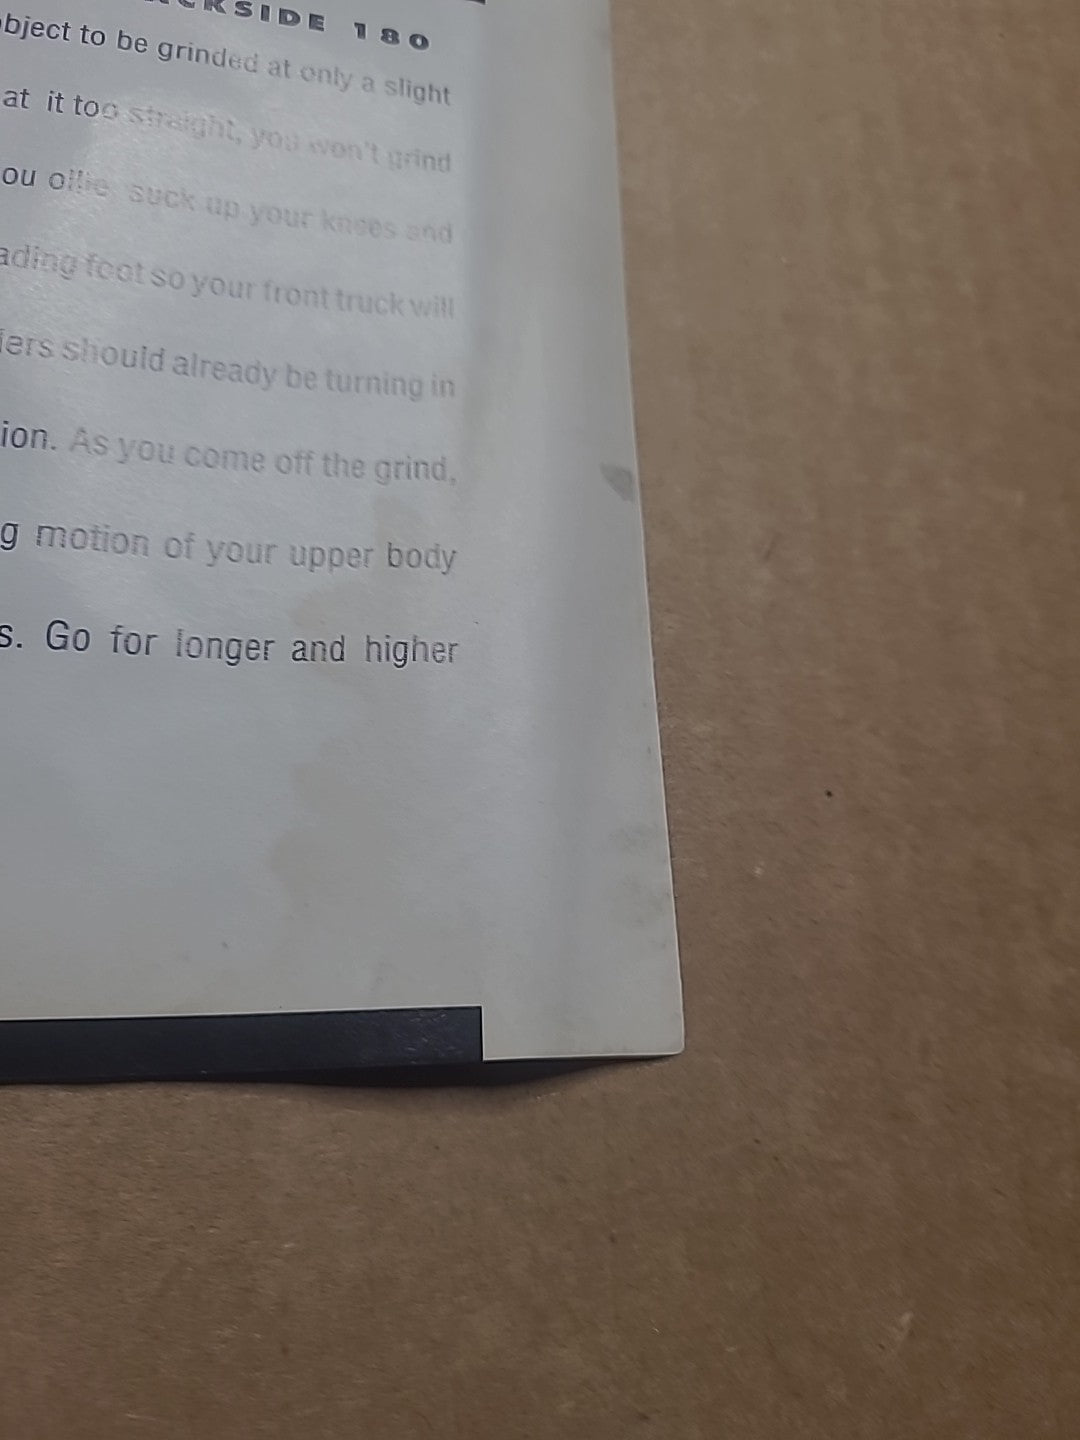 CKSIDE 180
bject to be grinded at only a slight
at it too straight, you won't grind
ou ollie, suck up your knees and
ading foot so your front truck will
ers should already be turning in
ion. As you come off the grind,
g motion of your upper body
s. Go for longer and higher